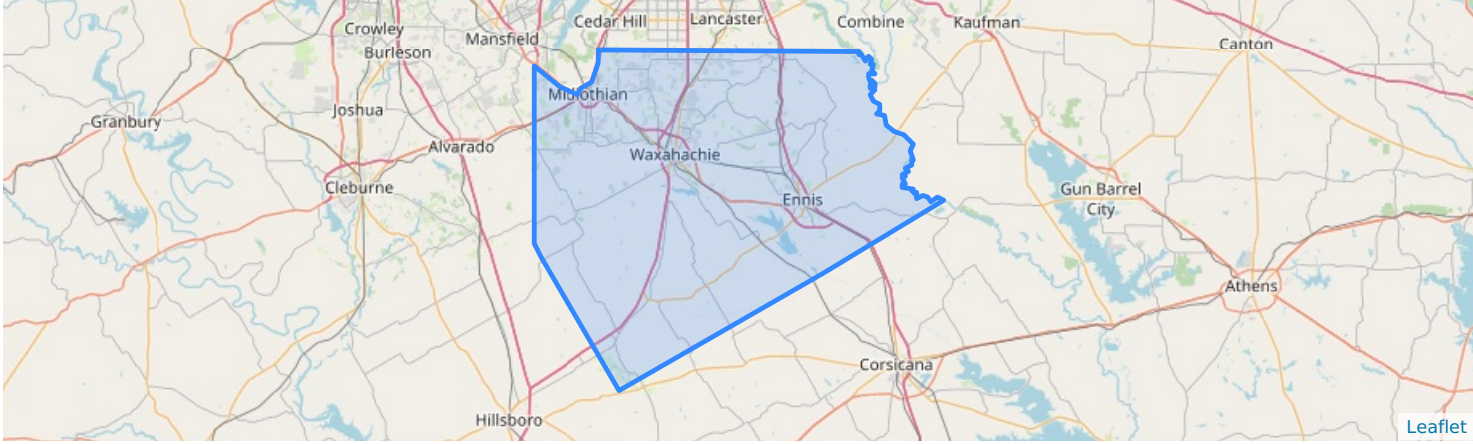 Crowley
Cedar Hill
Lancaster
Combine
Kaufman
Mansfield
Burleson
Canton
Midlothian
Joshua
Granbury
Alvarado
Waxahachie
Cleburne
Ennis
Gun Barrel
City
Athens
Corsicana
Hillsboro
Leaflet